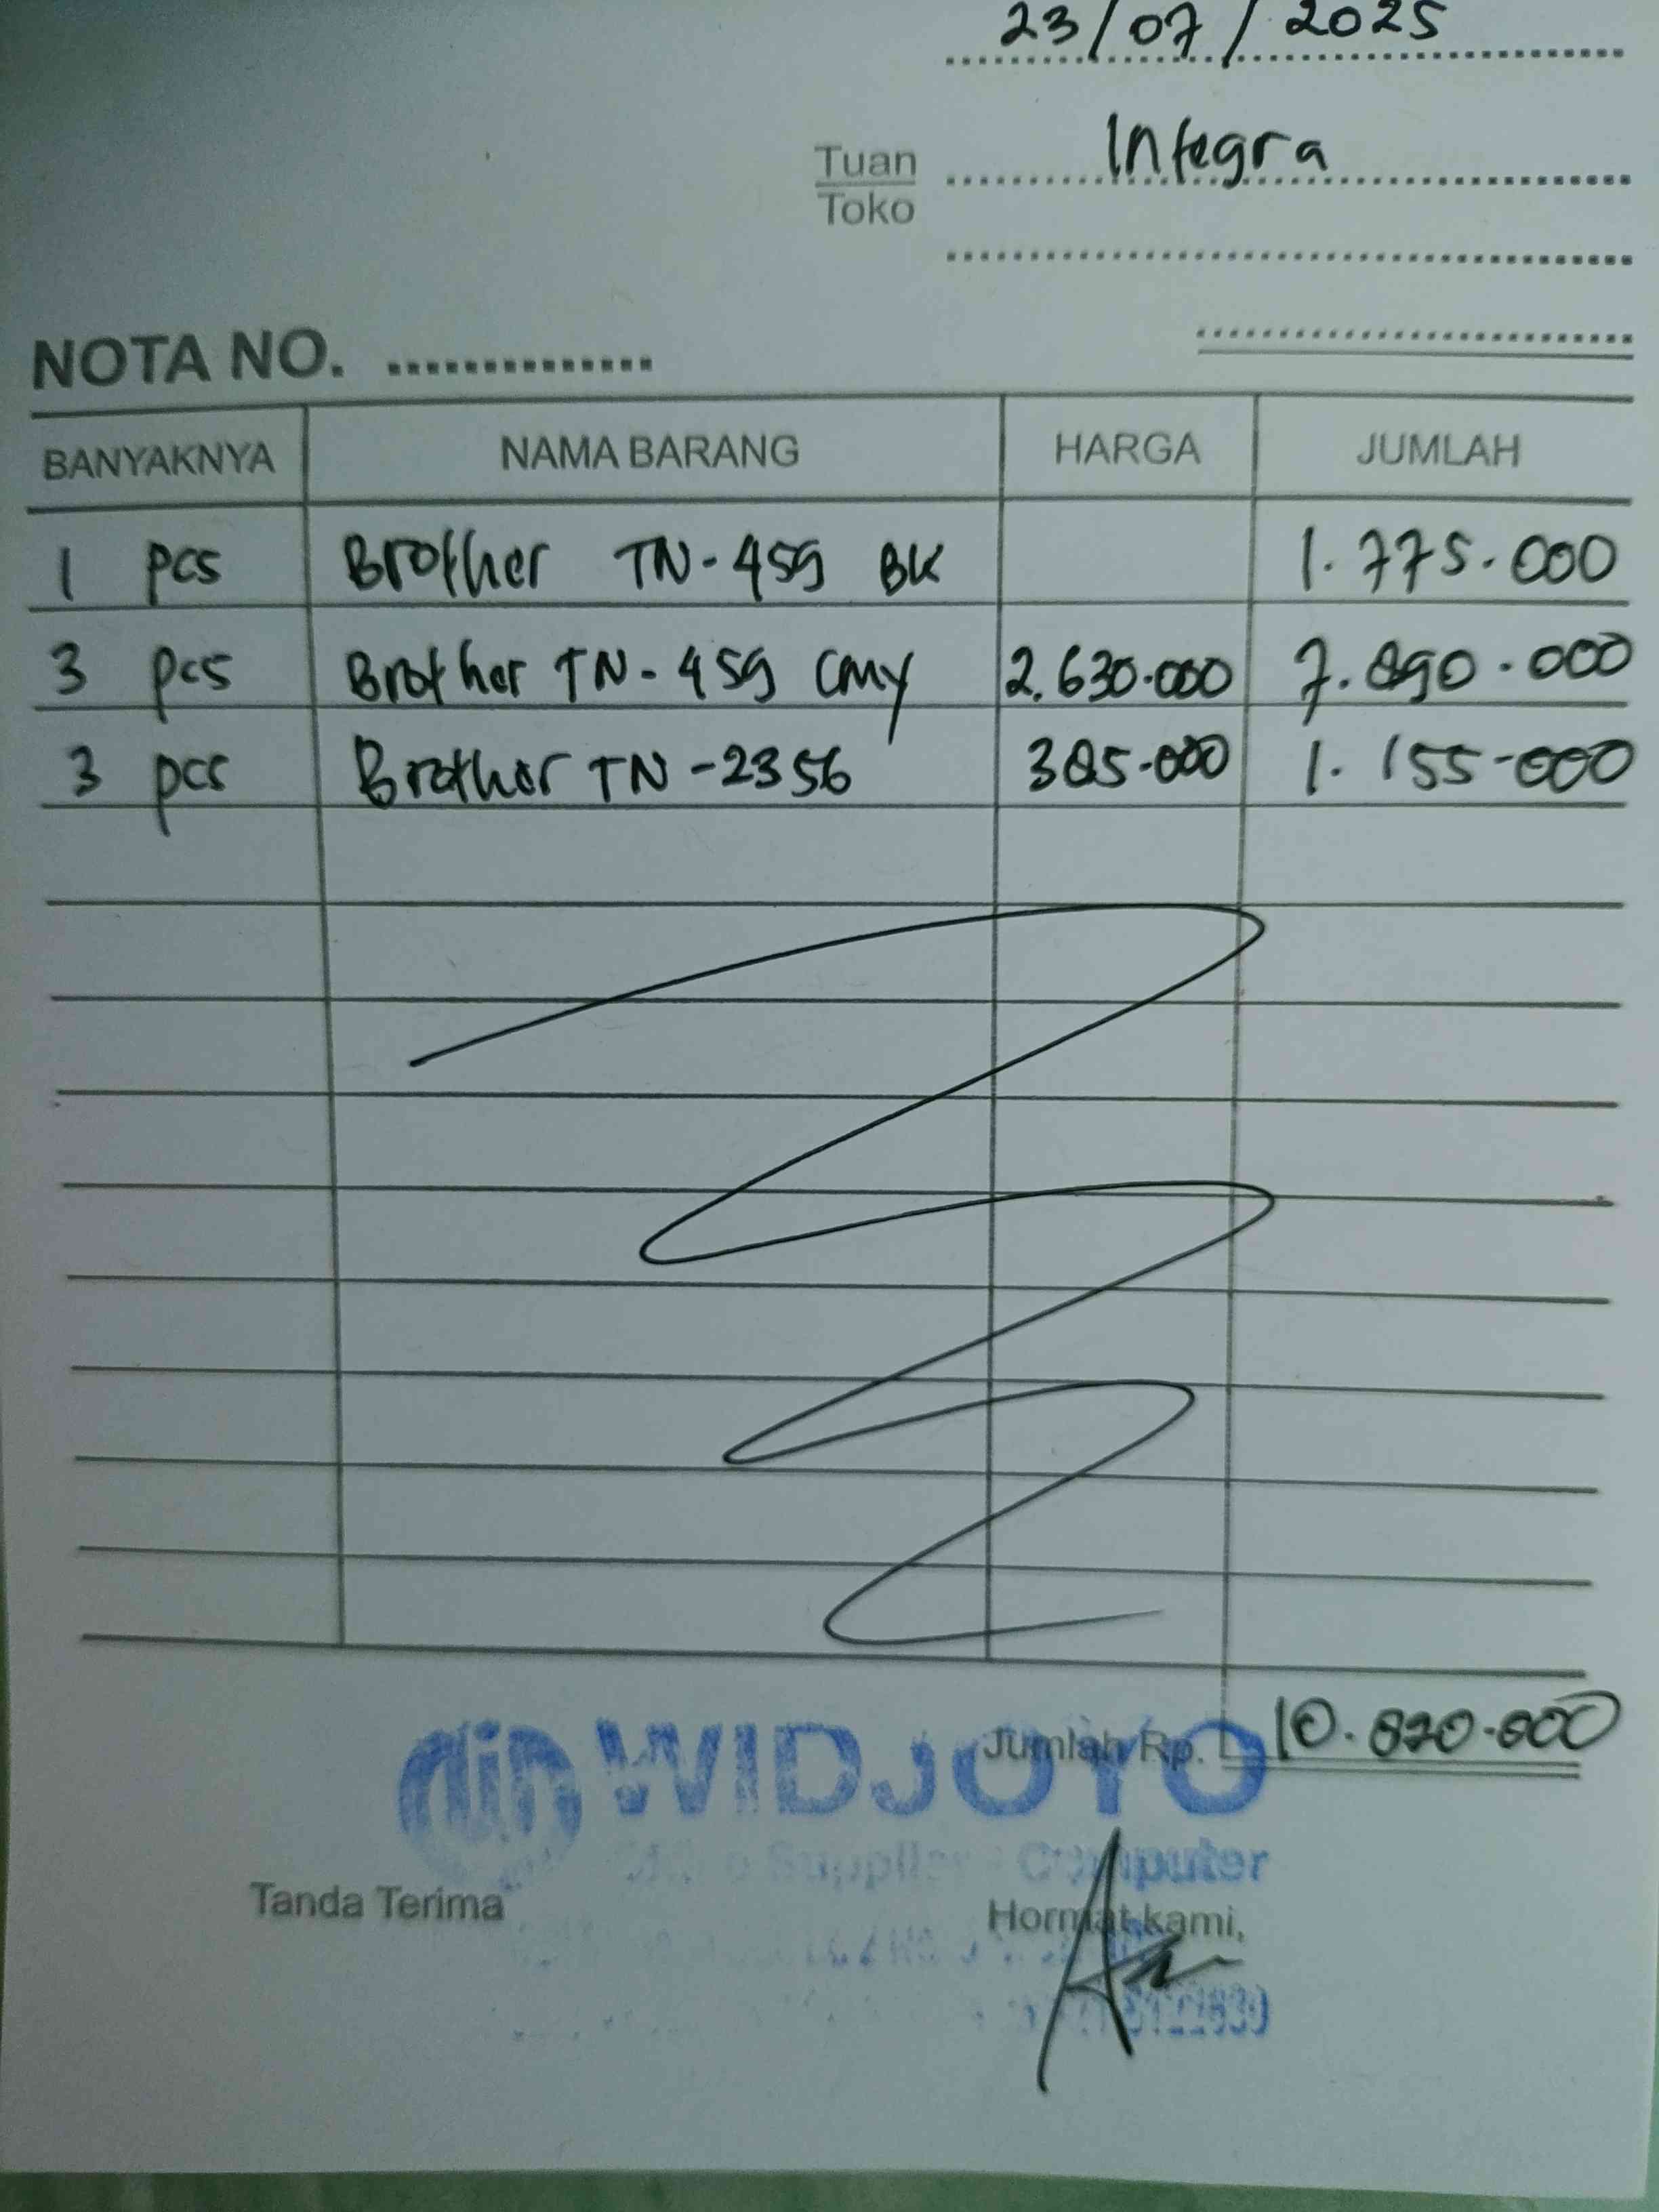 23/07/2025
Tuan Integra
Toko
NOTA NO. ..............
BANYAKNYA NAMA BARANG HARGA JUMLAH
1 pcs Brother TN-459 BK 1.775.000
3 pcs Brother TN-459 CMY 2.630.000 7.890.000
3 pcs Brother TN-2356 385.000 1.155.000
Jumlah Rp. 10.820.000
WIDJOYO
Supplier - Computer
Tanda Terima Hormat kami,